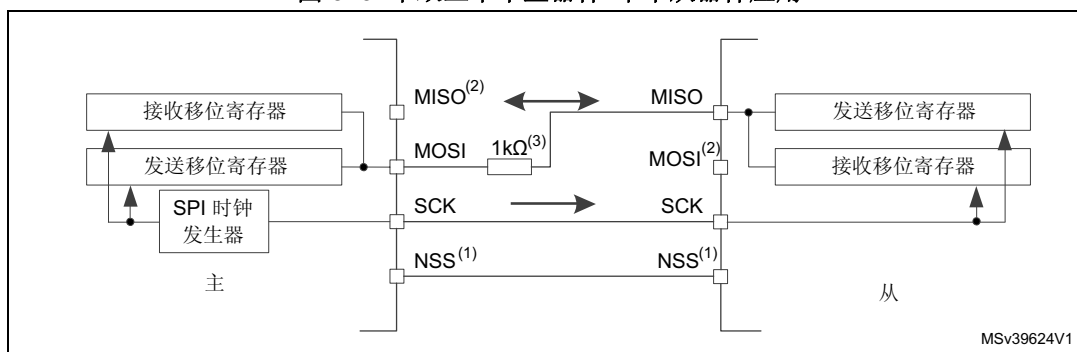 接收移位寄存器
发送移位寄存器
SPI 时钟
发生器
主
MISO(2)
MOSI
1kΩ(3)
SCK
NSS(1)
MISO
MOSI(2)
SCK
NSS(1)
发送移位寄存器
接收移位寄存器
从
MSv39624V1